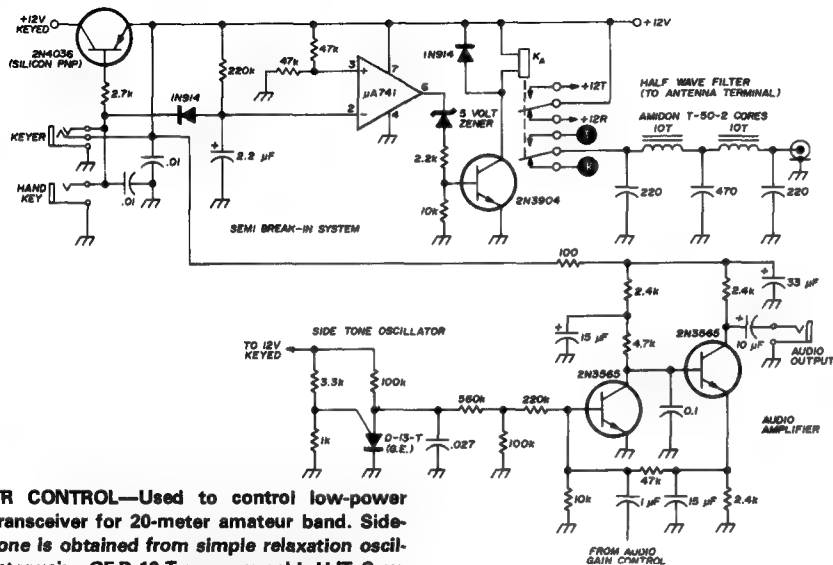 +12V
KEYED
2N4036
(SILICON PNP)
2.7k
1N914
220k
47k
47k
3
+
7
μA741
6
2
−
4
+
2.2 μF
.01
.01
KEYER
HAND
KEY
SEMI BREAK-IN SYSTEM
5 VOLT
ZENER
2.2k
10k
1N914
KA
2N3904
+12V
+12T
+12R
HALF WAVE FILTER
(TO ANTENNA TERMINAL)
AMIDON T-50-2 CORES
10T
10T
220
470
220
100
2.4k
2.4k
+
33 μF
+
15 μF
4.7k
2N3565
2N3565
+
10 μF
AUDIO
OUTPUT
0.1
AUDIO
AMPLIFIER
SIDE TONE OSCILLATOR
TO 12V
KEYED
3.3k
100k
1k
D-13-T
(G.E.)
.027
560k
220k
100k
10k
47k
1 μF
15 μF
2.4k
FROM AUDIO
GAIN CONTROL
R CONTROL—Used to control low-power
ransceiver for 20-meter amateur band. Side-
one is obtained from simple relaxation oscil-